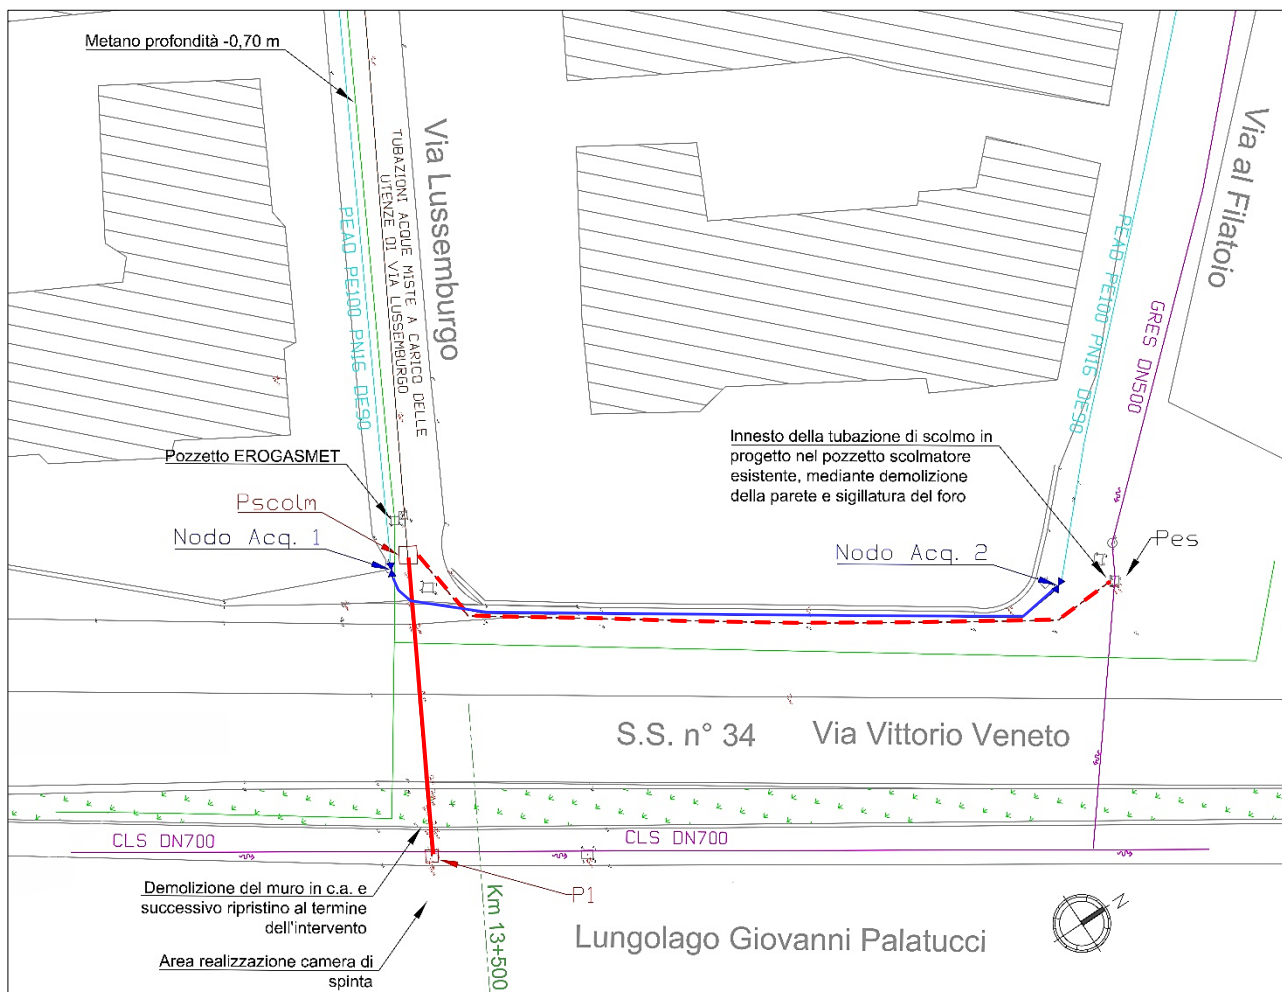 Metano profondità -0,70 m
Via Lussemburgo
TUBAZIONI ACQUE MISTE A CARICO DELLE
UTENZE DI VIA LUSSEMBURGO
PEAD PE100 PN16 DE90
Via al Filatoio
PEAD PE100 PN16 DE90
GRES DN500
Pozzetto EROGASMET
Pscolm
Nodo Acq. 1
Innesto della tubazione di scolmo in
progetto nel pozzetto scolmatore
esistente, mediante demolizione
della parete e sigillatura del foro
Nodo Acq. 2
Pes
S.S. n° 34 Via Vittorio Veneto
CLS DN700
CLS DN700
Demolizione del muro in c.a. e
successivo ripristino al termine
dell'intervento
P1
Km 13+500
Area realizzazione camera di
spinta
Lungolago Giovanni Palatucci
N